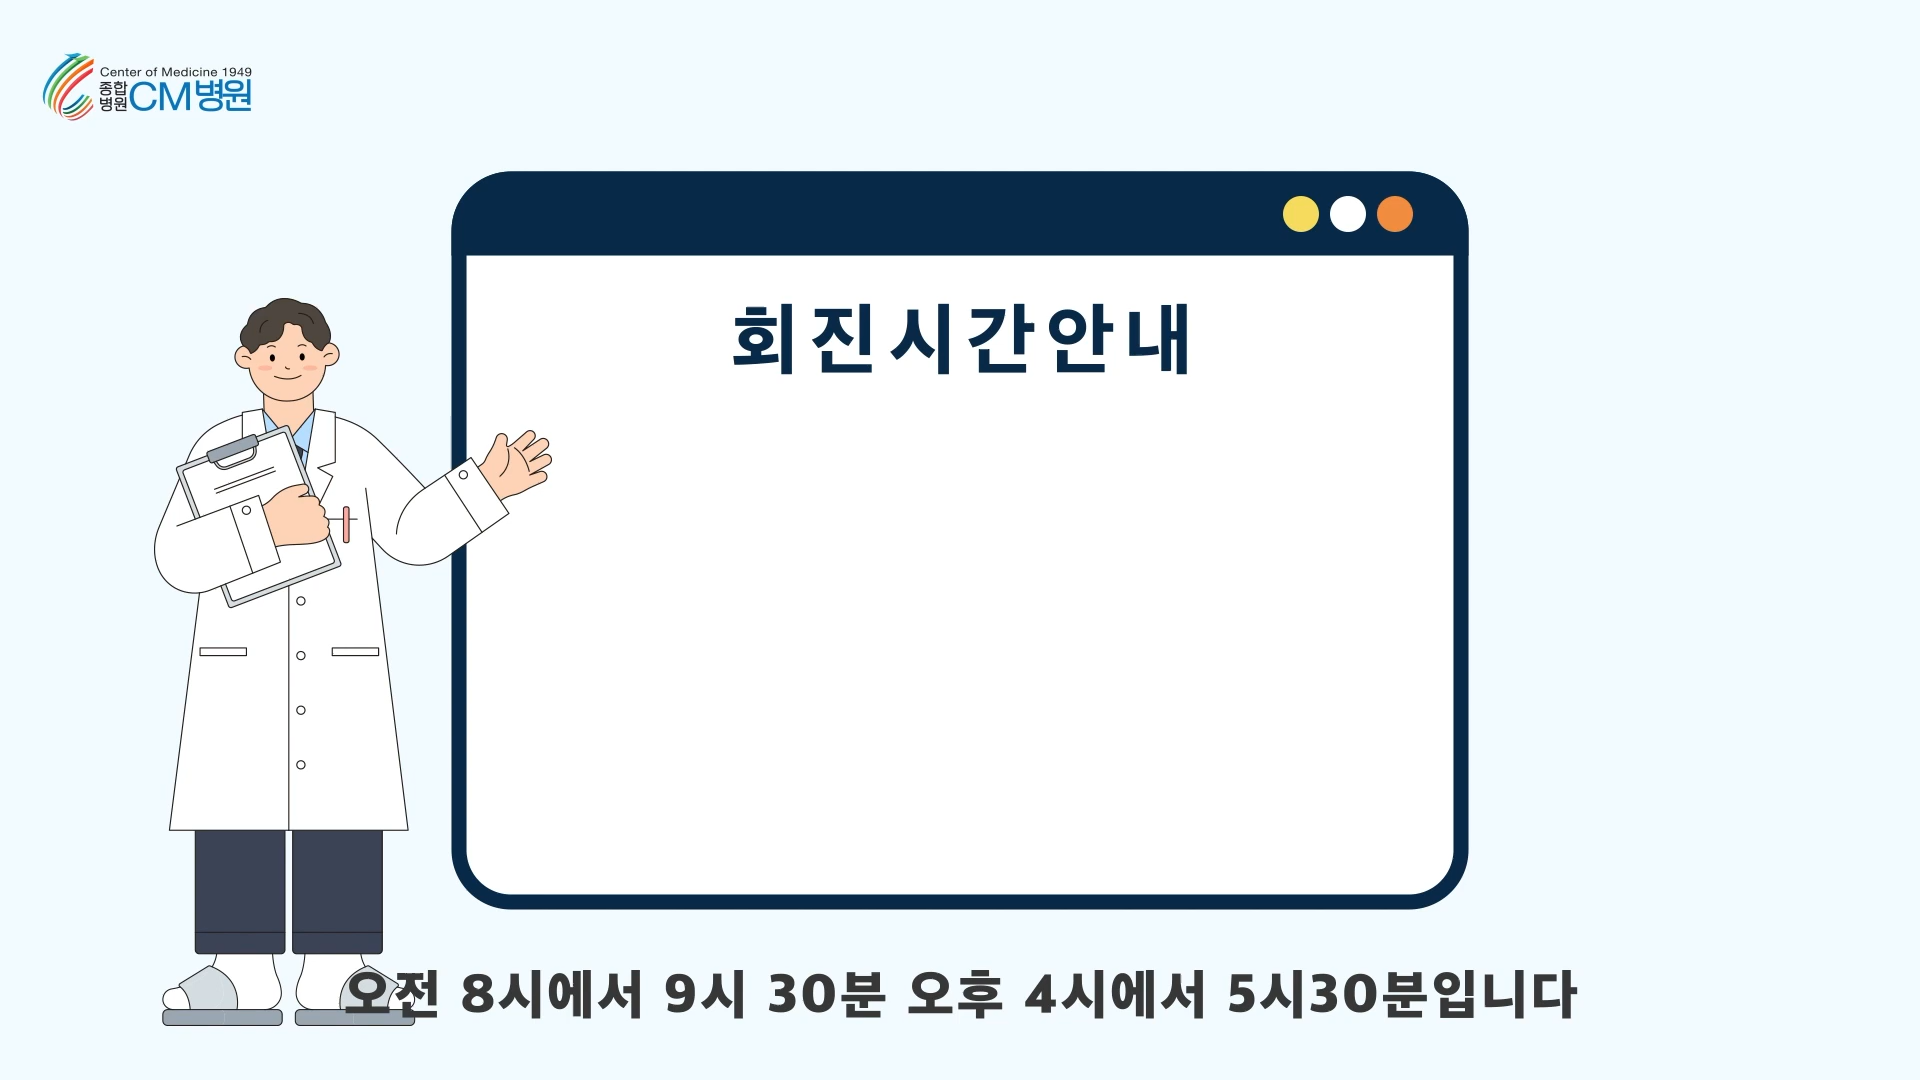 Center of Medicine 1949
종합
병원
CM병원
회진시간안내
오전 8시에서 9시 30분 오후 4시에서 5시30분입니다